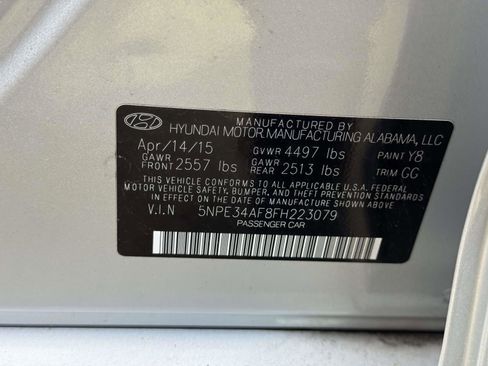 MANUFACTURED BY
HYUNDAI MOTOR MANUFACTURING ALABAMA, LLC
Apr/14/15 GVWR 4497 lbs PAINT Y8
GAWR FRONT 2557 lbs GAWR REAR 2513 lbs TRIM GG
THIS VEHICLE CONFORMS TO ALL APPLICABLE U.S.A. FEDERAL
MOTOR VEHICLE SAFETY, BUMPER, AND THEFT PREVENTION STANDARDS
IN EFFECT ON THE DATE OF MANUFACTURE SHOWN ABOVE.
V.I.N 5NPE34AF8FH223079
PASSENGER CAR